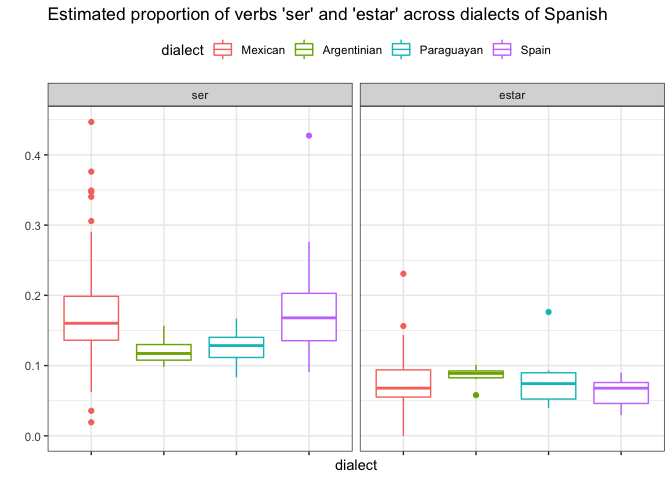 Estimated proportion of verbs 'ser' and 'estar' across dialects of Spanish
dialect Mexican Argentinian Paraguayan Spain
ser estar
0.4
0.3
0.2
0.1
0.0
dialect